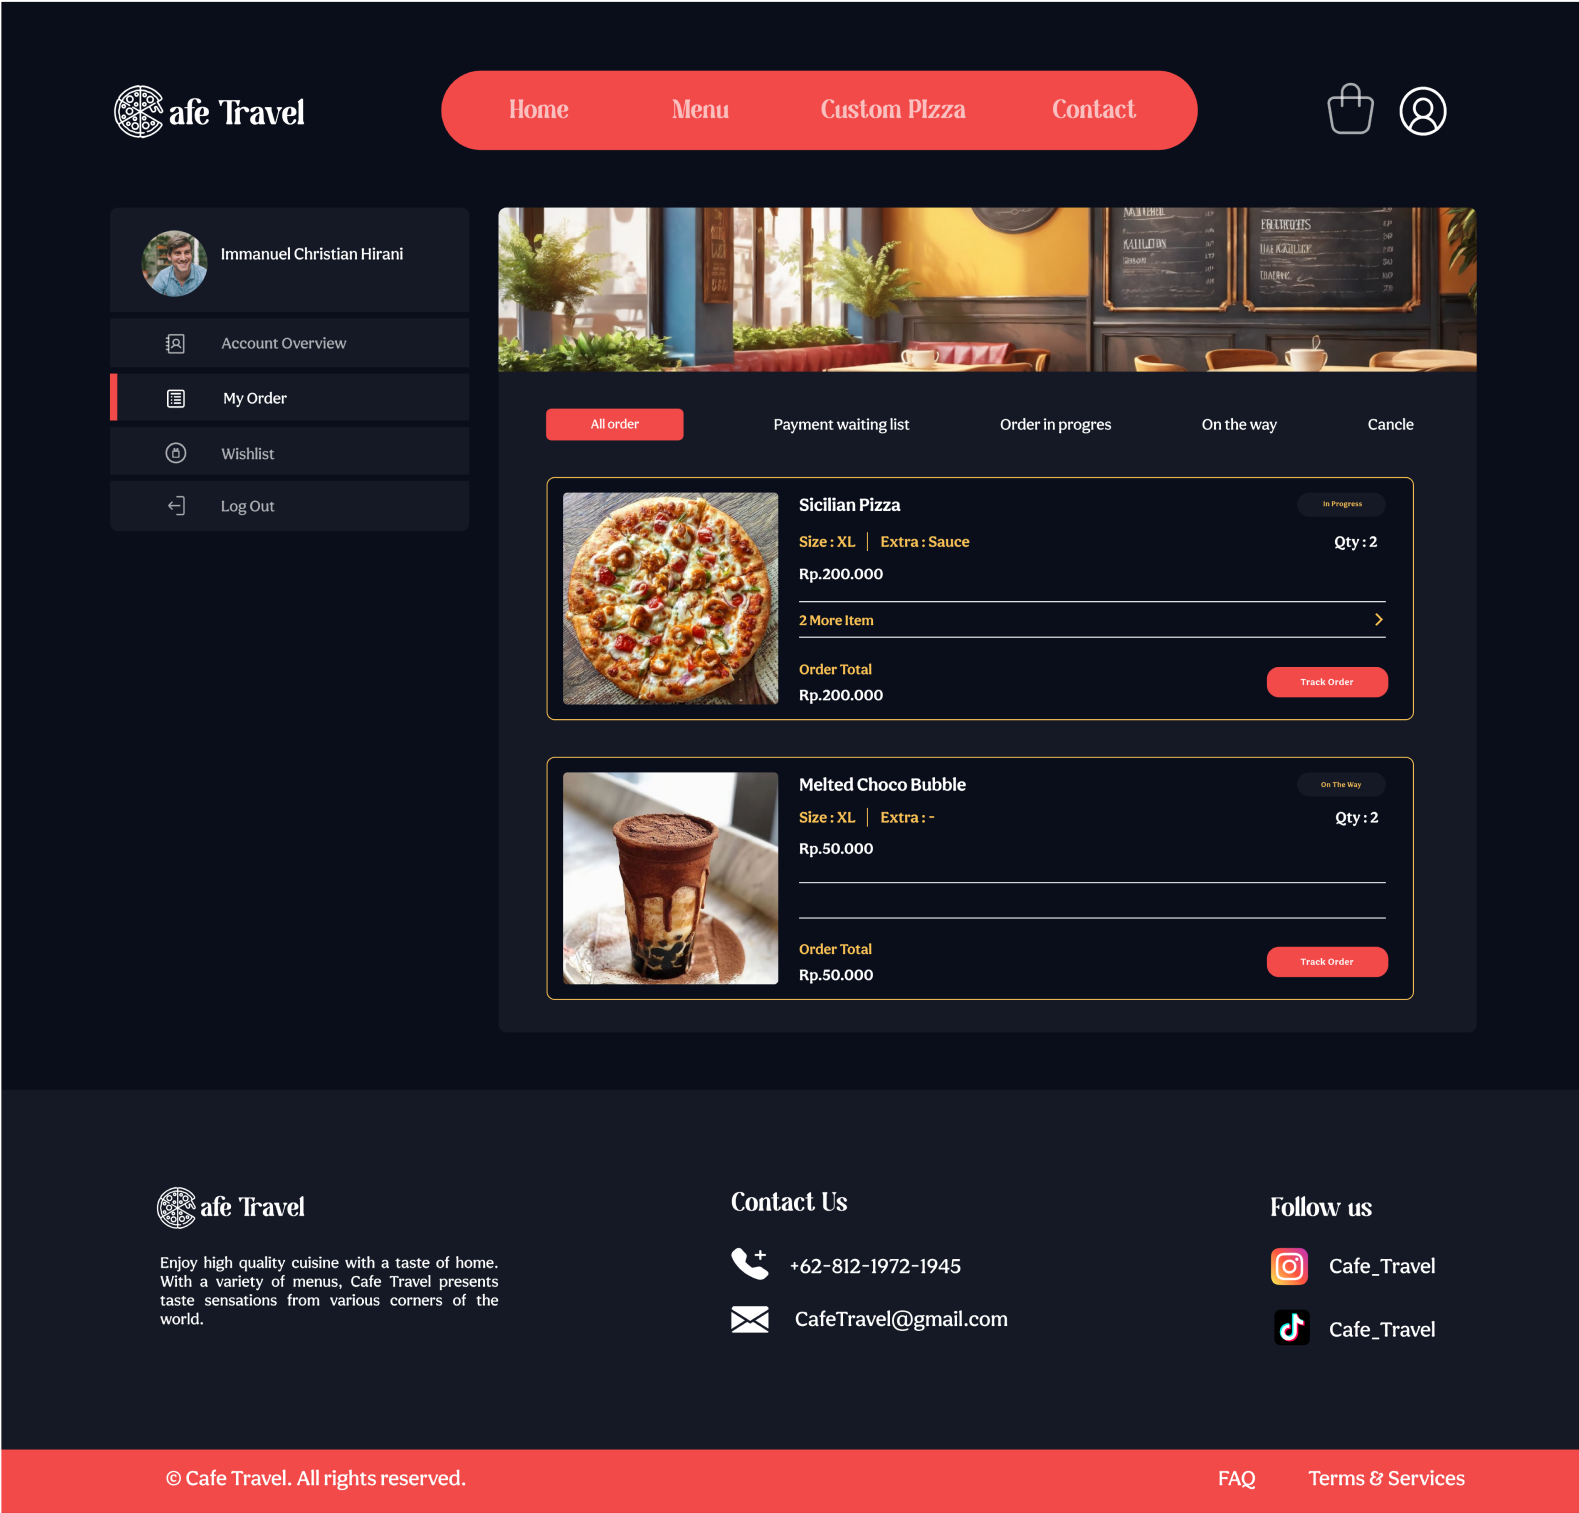 afe Travel
Home
Menu
Custom PIzza
Contact
Immanuel Christian Hirani
Account Overview
My Order
Wishlist
Log Out
All order
Payment waiting list
Order in progres
On the way
Cancle
Sicilian Pizza
In Progress
Size : XL
Extra : Sauce
Qty : 2
Rp.200.000
2 More Item
Order Total
Rp.200.000
Track Order
Melted Choco Bubble
On The Way
Size : XL
Extra : -
Qty : 2
Rp.50.000
Order Total
Rp.50.000
Track Order
afe Travel
Enjoy high quality cuisine with a taste of home.
With a variety of menus, Cafe Travel presents
taste sensations from various corners of the
world.
Contact Us
+62-812-1972-1945
CafeTravel@gmail.com
Follow us
Cafe_Travel
Cafe_Travel
© Cafe Travel. All rights reserved.
FAQ
Terms & Services